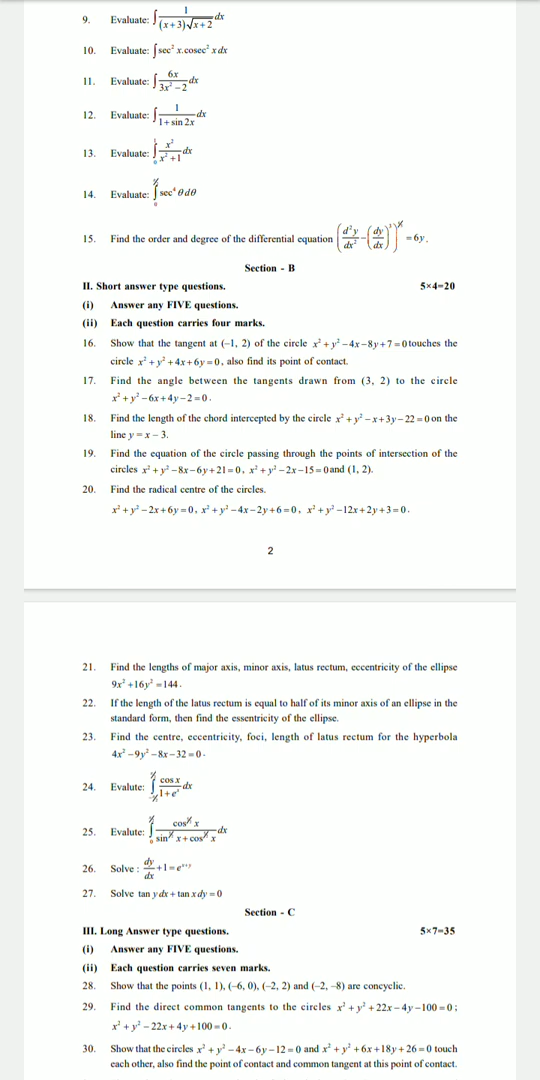 9. Evaluate: ∫ 1/((x+3)√(x+2)) dx
10. Evaluate: ∫ sec² x.cosec² x dx
11. Evaluate: ∫ 6x/(3x²−2) dx
12. Evaluate: ∫ 1/(1+sin 2x) dx
13. Evaluate: ∫₀¹ x²/(x²+1) dx
14. Evaluate: ∫₀ sec⁴ θ dθ
15. Find the order and degree of the differential equation (d²y/dx² − (dy/dx)³) = 6y.
Section - B
II. Short answer type questions. 5×4=20
(i) Answer any FIVE questions.
(ii) Each question carries four marks.
16. Show that the tangent at (−1, 2) of the circle x² + y² − 4x − 8y + 7 = 0 touches the
circle x² + y² + 4x + 6y = 0, also find its point of contact.
17. Find the angle between the tangents drawn from (3, 2) to the circle
x² + y² − 6x + 4y − 2 = 0.
18. Find the length of the chord intercepted by the circle x² + y² − x + 3y − 22 = 0 on the
line y = x − 3.
19. Find the equation of the circle passing through the points of intersection of the
circles x² + y² − 8x − 6y + 21 = 0, x² + y² − 2x − 15 = 0 and (1, 2).
20. Find the radical centre of the circles.
x² + y² − 2x + 6y = 0, x² + y² − 4x − 2y + 6 = 0, x² + y² − 12x + 2y + 3 = 0.
2
21. Find the lengths of major axis, minor axis, latus rectum, eccentricity of the ellipse
9x² + 16y² = 144.
22. If the length of the latus rectum is equal to half of its minor axis of an ellipse in the
standard form, then find the essentricity of the ellipse.
23. Find the centre, eccentricity, foci, length of latus rectum for the hyperbola
4x² − 9y² − 8x − 32 = 0.
24. Evalute: ∫ cos x/(1+eˣ) dx
25. Evalute: ∫₀ cos x/(sin x + cos x) dx
26. Solve : dy/dx + 1 = e^(x+y)
27. Solve tan y dx + tan x dy = 0
Section - C
III. Long Answer type questions. 5×7=35
(i) Answer any FIVE questions.
(ii) Each question carries seven marks.
28. Show that the points (1, 1), (−6, 0), (−2, 2) and (−2, −8) are concyclic.
29. Find the direct common tangents to the circles x² + y² + 22x − 4y − 100 = 0;
x² + y² − 22x + 4y + 100 = 0.
30. Show that the circles x² + y² − 4x − 6y − 12 = 0 and x² + y² + 6x + 18y + 26 = 0 touch
each other, also find the point of contact and common tangent at this point of contact.